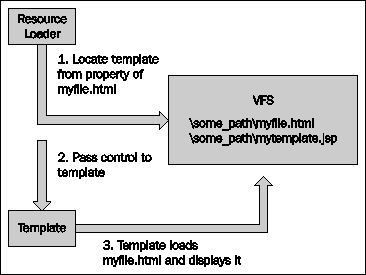 Resource
Loader
1. Locate template
from property of
myfile.html
VFS
\some_path\myfile.html
\some_path\mytemplate.jsp
2. Pass control to
template
Template
3. Template loads
myfile.html and displays it